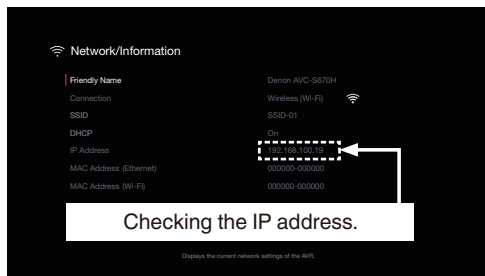 Network/Information
Friendly Name Denon AVC-S670H
Connection Wireless (Wi-Fi)
SSID SSID-01
DHCP On
IP Address 192.168.100.19
MAC Address (Ethernet) 000000-000000
MAC Address (Wi-Fi) 000000-000000
Checking the IP address.
Displays the current network settings of the AVR.